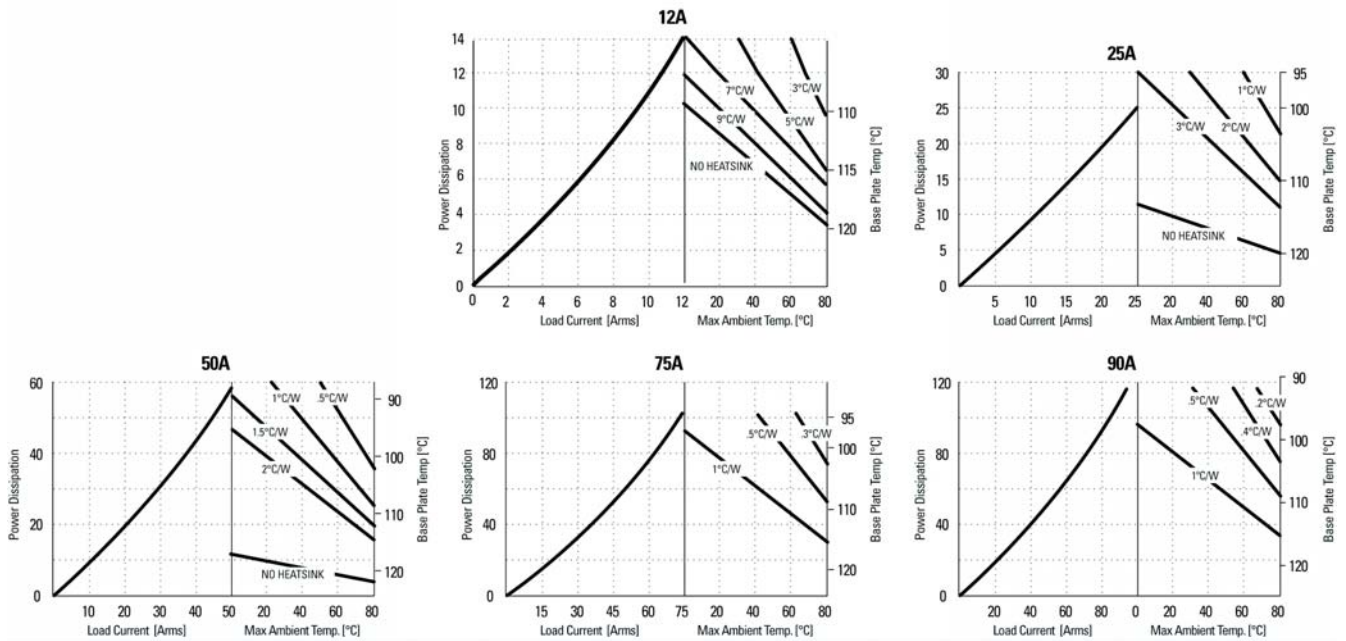 12A
14
12
10
8
6
4
2
0
Power Dissipation
0 2 4 6 8 10 12 20 40 60 80
Load Current [Arms] Max Ambient Temp. [°C]
3°C/W
7°C/W
5°C/W
9°C/W
NO HEATSINK
110
115
120
Base Plate Temp [°C]
25A
30
25
20
15
10
5
0
Power Dissipation
5 10 15 20 25 20 40 60 80
Load Current [Arms] Max Ambient Temp. [°C]
1°C/W
3°C/W 2°C/W
NO HEATSINK
95
100
110
120
Base Plate Temp [°C]
50A
60
40
20
0
Power Dissipation
10 20 30 40 50 20 40 60 80
Load Current [Arms] Max Ambient Temp. [°C]
1°C/W .5°C/W
1.5°C/W
2°C/W
NO HEATSINK
90
100
110
120
Base Plate Temp [°C]
75A
120
80
40
0
Power Dissipation
15 30 45 60 75 20 40 60 80
Load Current [Arms] Max Ambient Temp. [°C]
.5°C/W .3°C/W
1°C/W
95
100
110
120
Base Plate Temp [°C]
90A
120
80
40
0
Power Dissipation
20 40 60 80 0 20 40 60 80
Load Current [Arms] Max Ambient Temp. [°C]
.5°C/W .2°C/W
.4°C/W
1°C/W
90
100
110
120
Base Plate Temp [°C]